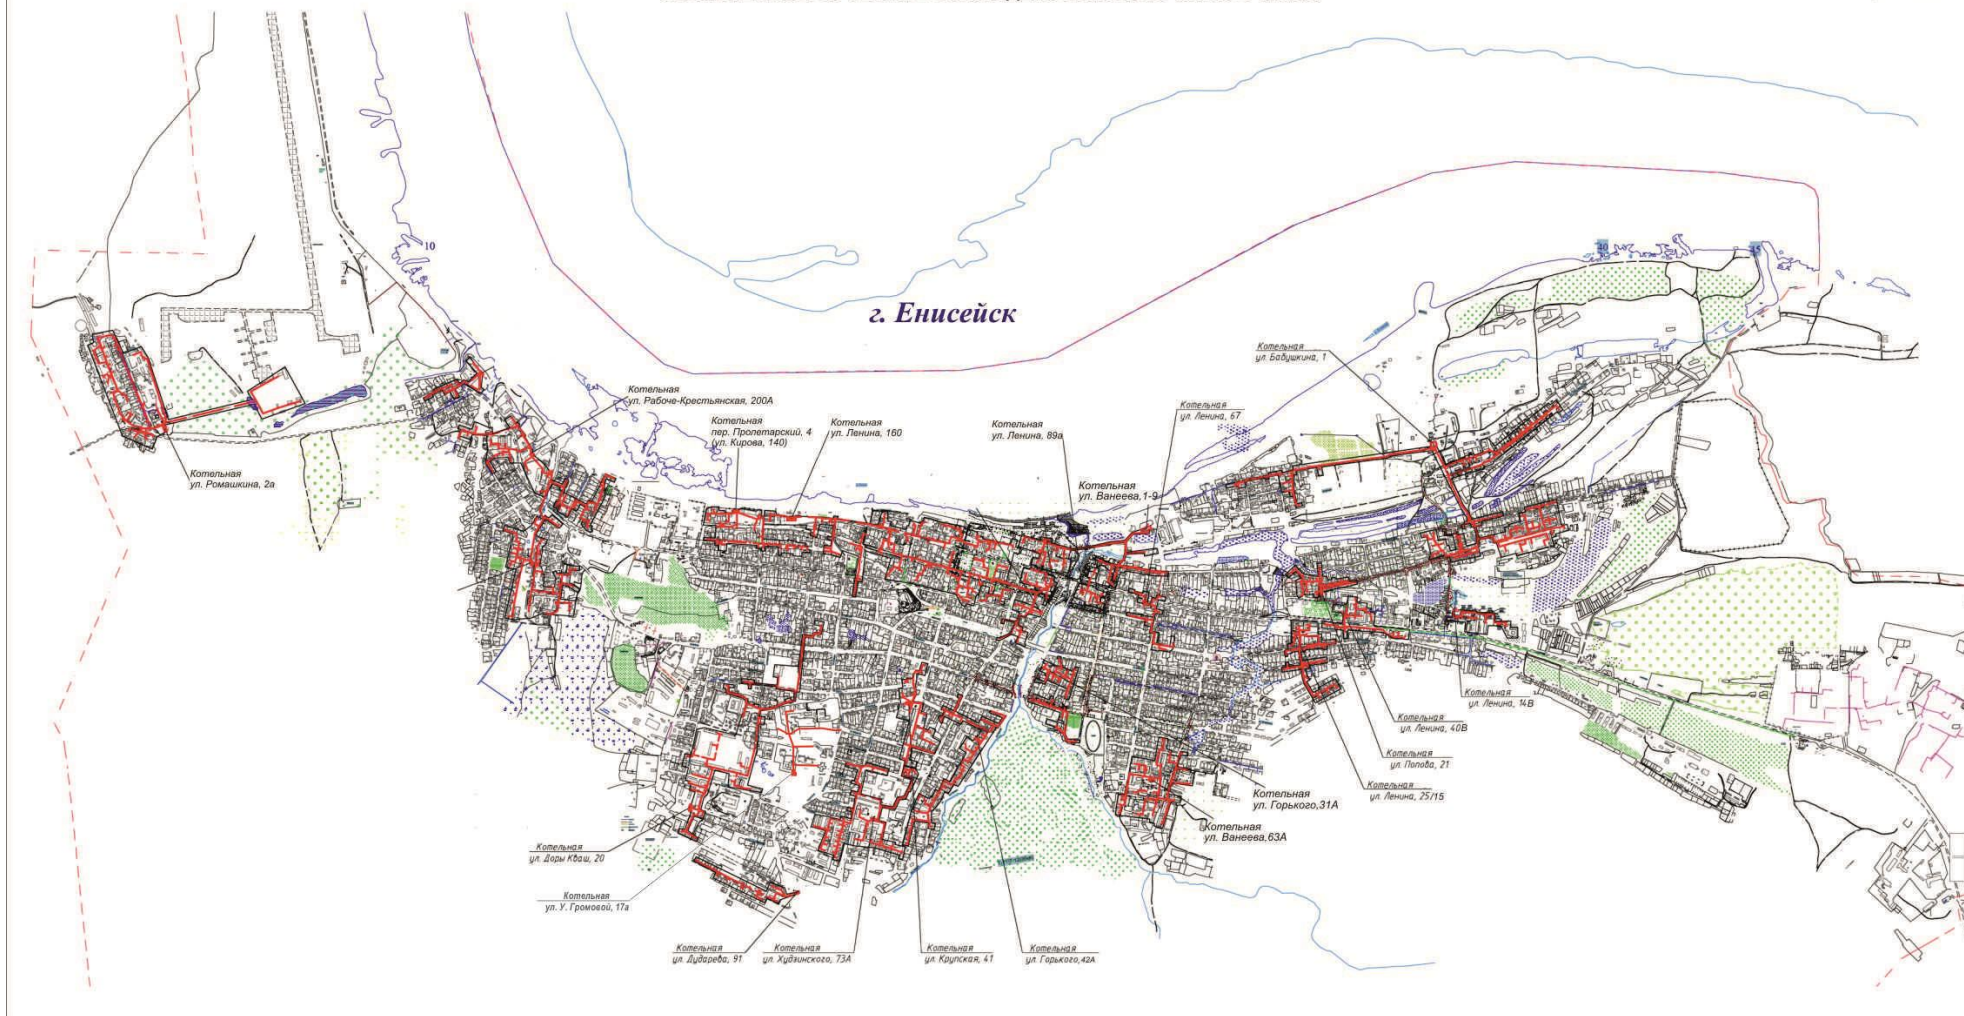 10
40
45
г. Енисейск
Котельная
ул. Бабушкина, 1
Котельная
ул. Рабоче-Крестьянская, 200А
Котельная
пер. Пролетарский, 4
(ул. Кирова, 140)
Котельная
ул. Ленина, 160
Котельная
ул. Ленина, 89а
Котельная
ул. Ленина, 67
Котельная
ул. Ромашкина, 2а
Котельная
ул. Ванеева,1-9
Котельная
ул. Ленина, 14В
Котельная
ул. Ленина, 40В
Котельная
ул. Попова, 21
Котельная
ул. Ленина, 25/15
Котельная
ул. Горького,31А
Котельная
ул. Ванеева,63А
Котельная
ул. Доры Кваш, 20
Котельная
ул. У. Громовой, 17а
Котельная
ул. Дударева, 91
Котельная
ул. Худзинского, 73А
Котельная
ул. Крупская, 41
Котельная
ул. Горького,42А